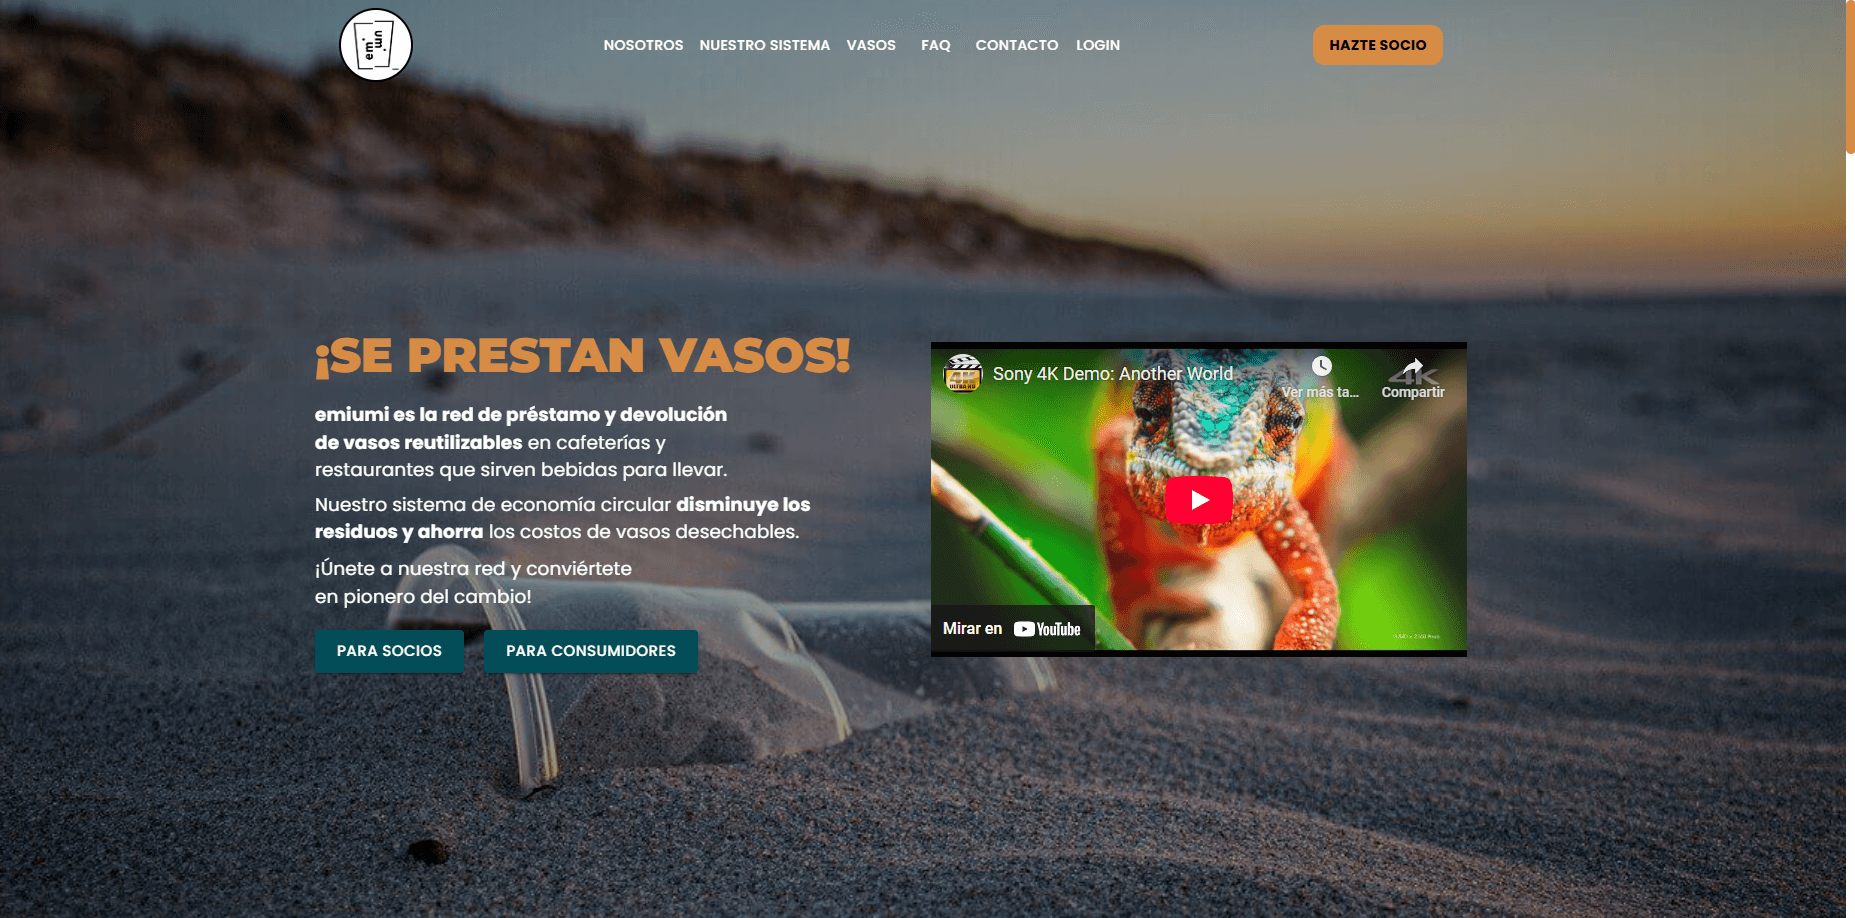 em
iumi
NOSOTROS NUESTRO SISTEMA VASOS FAQ CONTACTO LOGIN
HAZTE SOCIO
¡SE PRESTAN VASOS!
emiumi es la red de préstamo y devolución
de vasos reutilizables en cafeterías y
restaurantes que sirven bebidas para llevar.
Nuestro sistema de economía circular disminuye los
residuos y ahorra los costos de vasos desechables.
¡Únete a nuestra red y conviértete
en pionero del cambio!
PARA SOCIOS
PARA CONSUMIDORES
4K
ULTRA HD
Sony 4K Demo: Another World
Ver más ta...
4K
Compartir
Mirar en YouTube